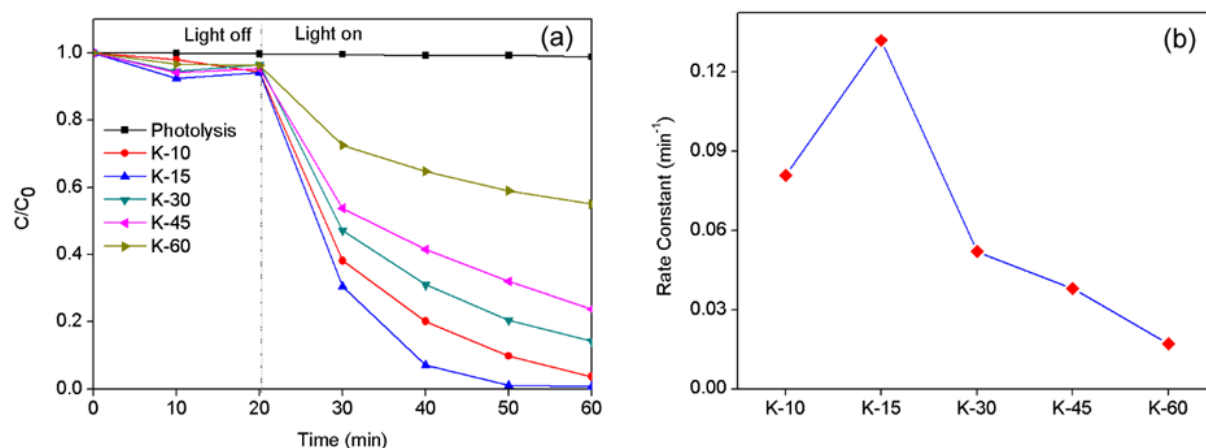 Light off
Light on
(a)
1.0
0.8
0.6
0.4
0.2
0.0
Photolysis
K-10
K-15
K-30
K-45
K-60
C/C0
0 10 20 30 40 50 60
Time (min)
(b)
0.12
0.09
0.06
0.03
0.00
Rate Constant (min-1)
K-10 K-15 K-30 K-45 K-60